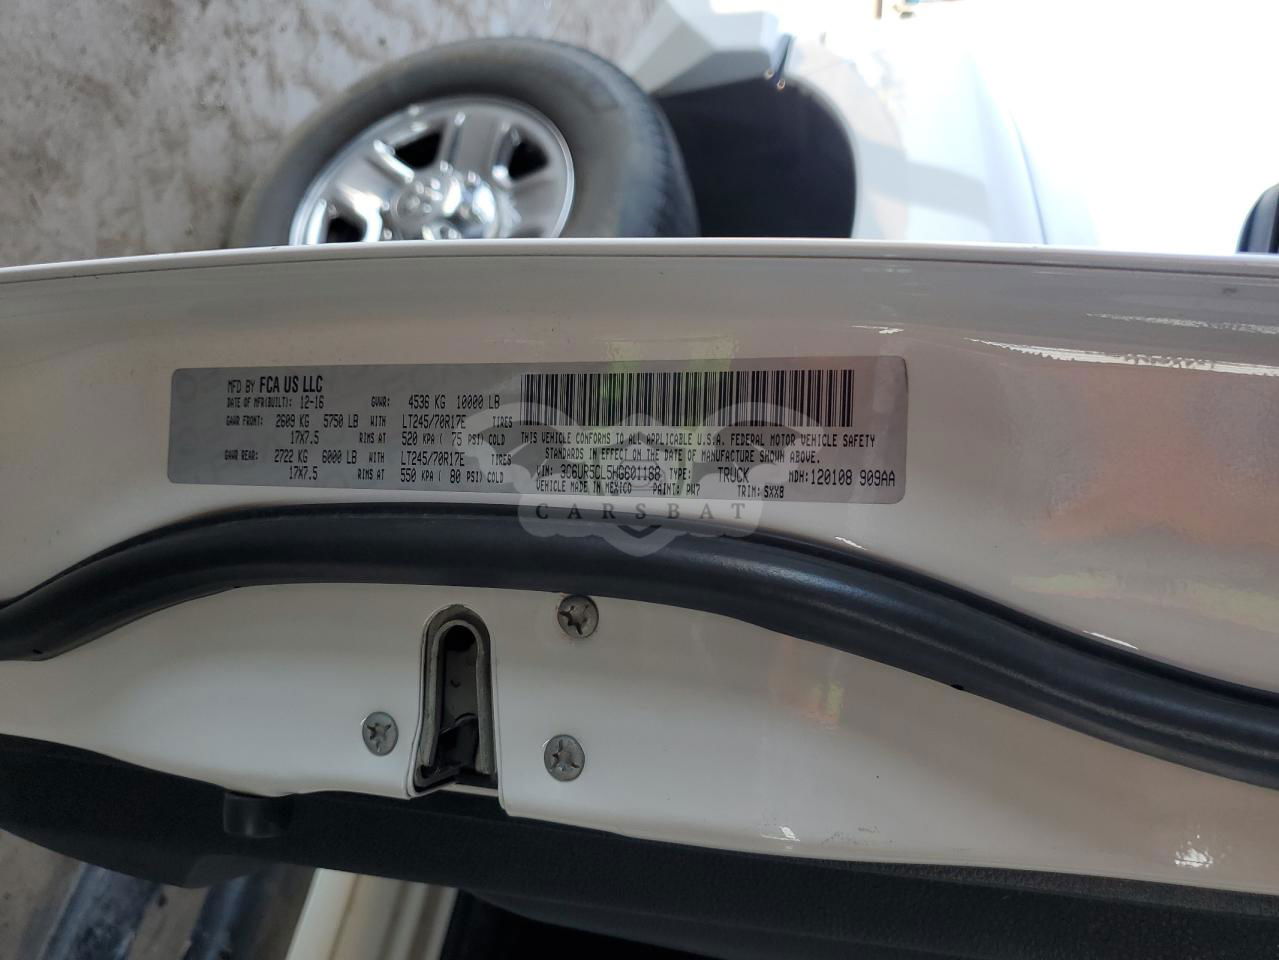 MFD BY FCA US LLC
DATE OF MFR(BUILT): 12-16 GVWR: 4536 KG 10000 LB
GAWR FRONT: 2609 KG 5750 LB WITH LT245/70R17E TIRES
17X7.5 RIMS AT 520 KPA ( 75 PSI) COLD
GAWR REAR: 2722 KG 6000 LB WITH LT245/70R17E TIRES
17X7.5 RIMS AT 550 KPA ( 80 PSI) COLD
THIS VEHICLE CONFORMS TO ALL APPLICABLE U.S.A. FEDERAL MOTOR VEHICLE SAFETY
STANDARDS IN EFFECT ON THE DATE OF MANUFACTURE SHOWN ABOVE.
VIN: 3C6UR5CL5HG601168 TYPE: TRUCK MDH: 120108 909AA
VEHICLE MADE IN MEXICO PAINT: PW7 TRIM: SXX8
CARSBAT